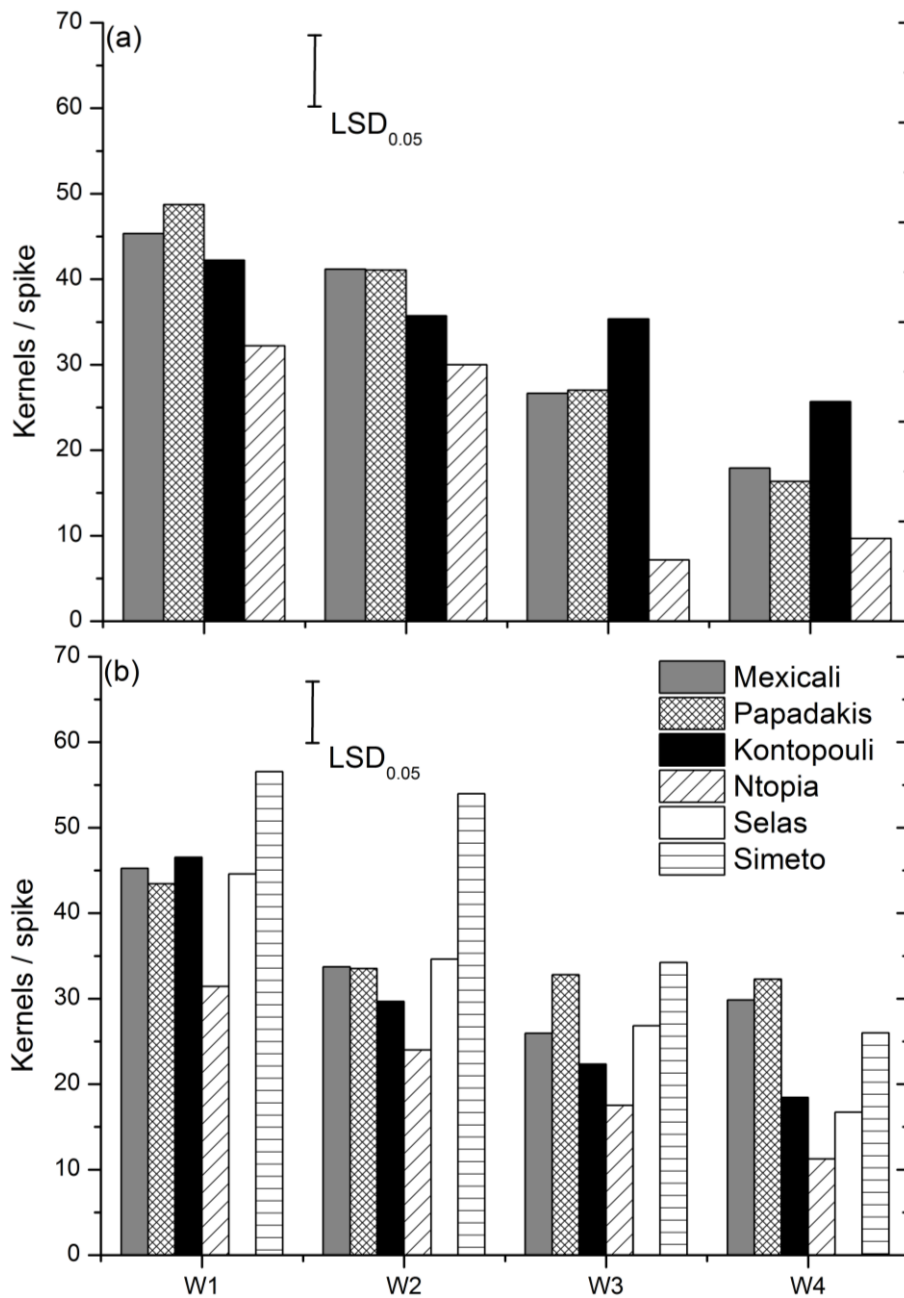 70
(a)
60
LSD0.05
50
40
Kernels / spike
30
20
10
0
70
(b)
Mexicali
Papadakis
60
LSD0.05
Kontopouli
Ntopia
50
Selas
Simeto
40
Kernels / spike
30
20
10
0
W1 W2 W3 W4